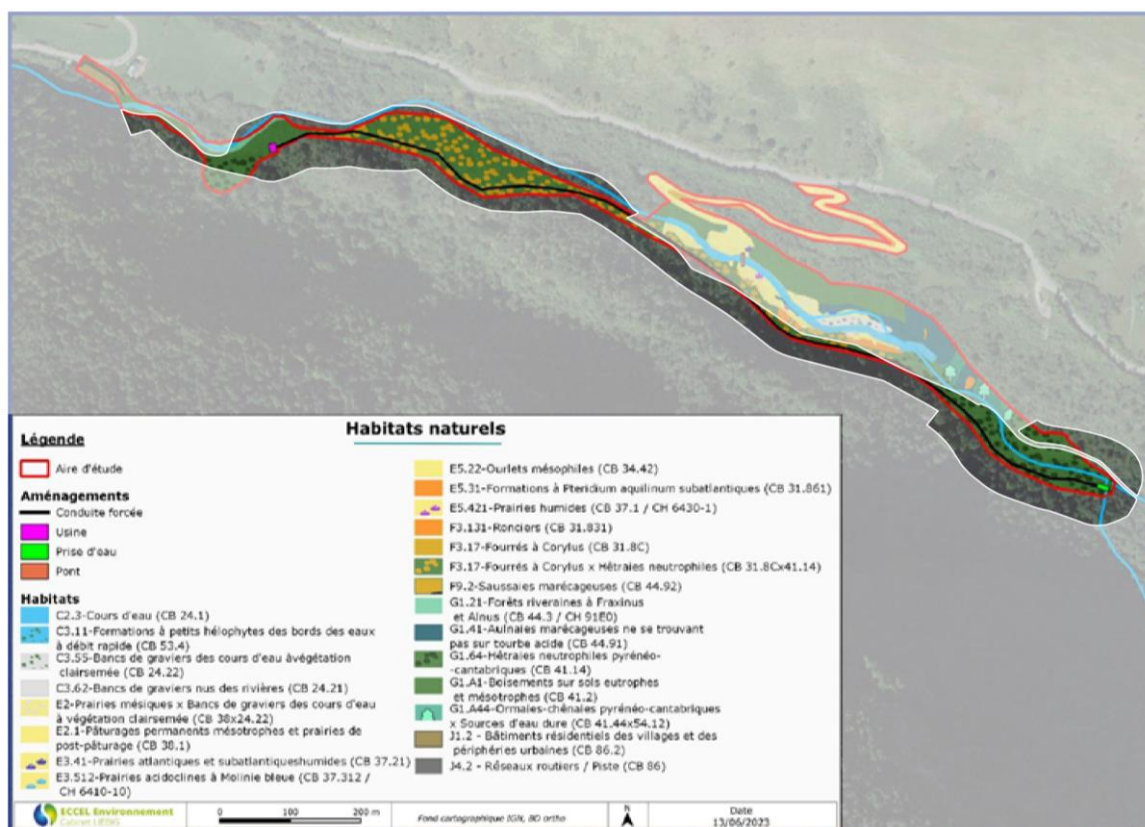 Habitats naturels
Légende
Aire d'étude
Aménagements
Conduite forcée
Usine
Prise d'eau
Pont
Habitats
C2.3-Cours d'eau (CB 24.1)
C3.11-Formations à petits hélophytes des bords des eaux
à débit rapide (CB 53.4)
C3.55-Bancs de graviers des cours d'eau àvégétation
clairsemée (CB 24.22)
C3.62-Bancs de graviers nus des rivières (CB 24.21)
E2-Prairies mésiques x Bancs de graviers des cours d'eau
à végétation clairsemée (CB 38x24.22)
E2.1-Pâturages permanents mésotrophes et prairies de
post-pâturage (CB 38.1)
E3.41-Prairies atlantiques et subatlantiqueshumides (CB 37.21)
E3.512-Prairies acidoclines à Molinie bleue (CB 37.312 /
CH 6410-10)
E5.22-Ourlets mésophiles (CB 34.42)
E5.31-Formations à Pteridium aquilinum subatlantiques (CB 31.861)
E5.421-Prairies humides (CB 37.1 / CH 6430-1)
F3.131-Ronciers (CB 31.831)
F3.17-Fourrés à Corylus (CB 31.8C)
F3.17-Fourrés à Corylus x Hêtraies neutrophiles (CB 31.8Cx41.14)
F9.2-Saussaies marécageuses (CB 44.92)
G1.21-Forêts riveraines à Fraxinus
et Alnus (CB 44.3 / CH 91E0)
G1.41-Aulnaies marécageuses ne se trouvant
pas sur tourbe acide (CB 44.91)
G1.64-Hêtraies neutrophiles pyrénéo-
-cantabriques (CB 41.14)
G1.A1-Boisements sur sols eutrophes
et mésotrophes (CB 41.2)
G1.A44-Ormaies-chênaies pyrénéo-cantabriques
x Sources d'eau dure (CB 41.44x54.12)
J1.2 - Bâtiments résidentiels des villages et des
périphéries urbaines (CB 86.2)
J4.2 - Réseaux routiers / Piste (CB 86)
ECCEL Environnement
Cabinet LIEBIG
0 100 200 m
Fond cartographique IGN, BD ortho
N
Date
13/06/2023